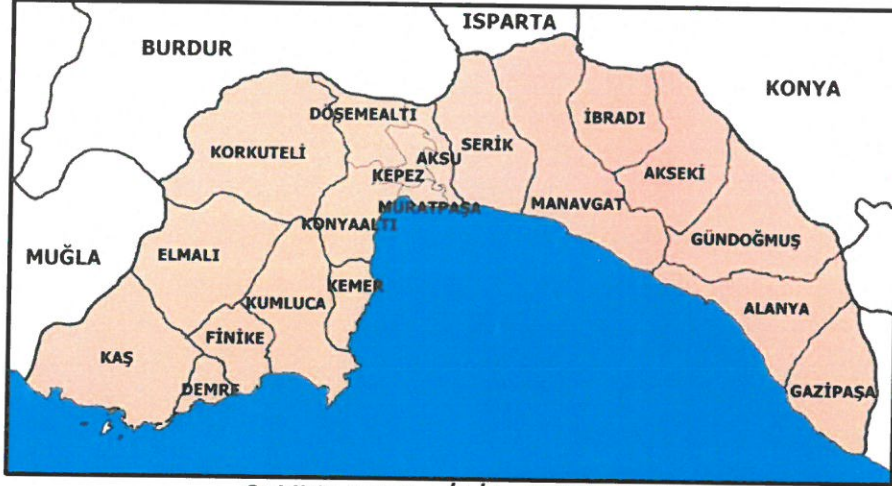 ISPARTA
BURDUR
KONYA
DÖŞEMEALTI
İBRADI
SERİK
KORKUTELİ
AKSU
AKSEKİ
KEPEZ
MANAVGAT
MURATPAŞA
KONYAALTI
GÜNDOĞMUŞ
MUĞLA
ELMALI
KEMER
KUMLUCA
ALANYA
FİNİKE
KAŞ
DEMRE
GAZİPAŞA